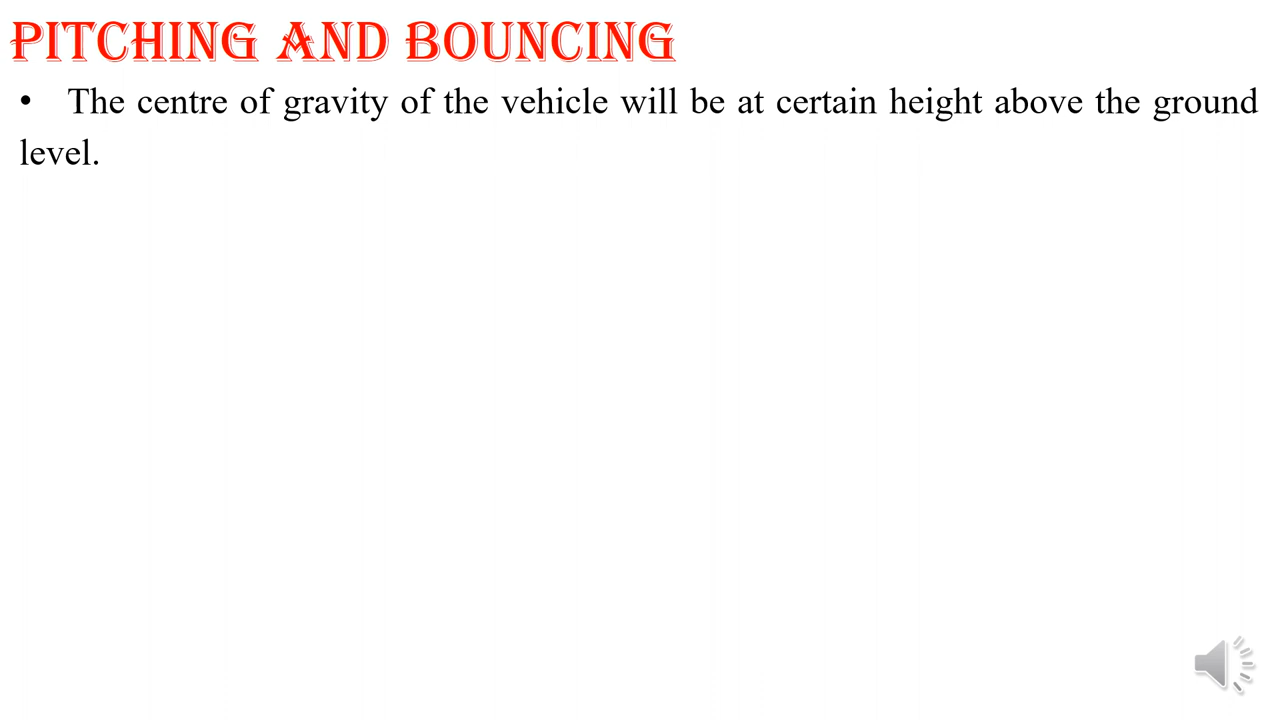 PITCHING AND BOUNCING
• The centre of gravity of the vehicle will be at certain height above the ground
level.